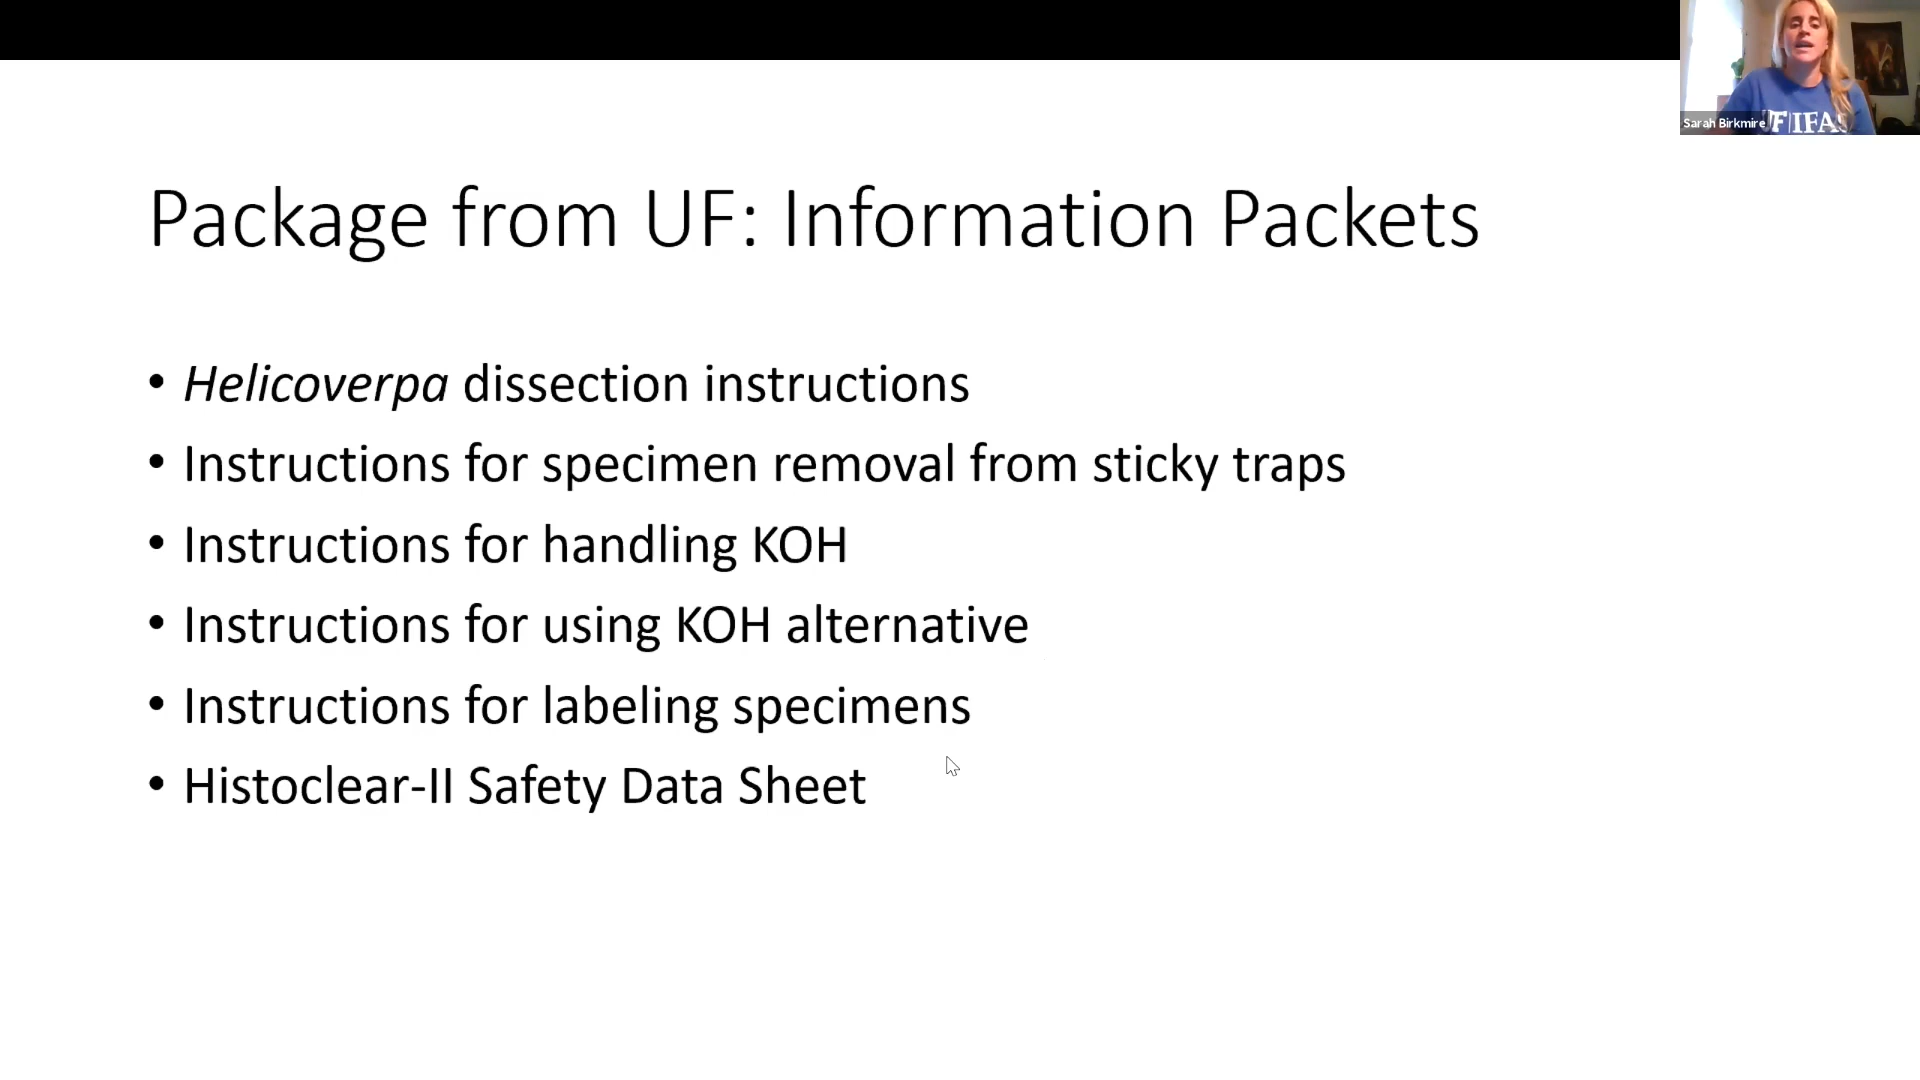 Sarah Birkmire
F IFAS
Package from UF: Information Packets
• Helicoverpa dissection instructions
• Instructions for specimen removal from sticky traps
• Instructions for handling KOH
• Instructions for using KOH alternative
• Instructions for labeling specimens
• Histoclear-II Safety Data Sheet